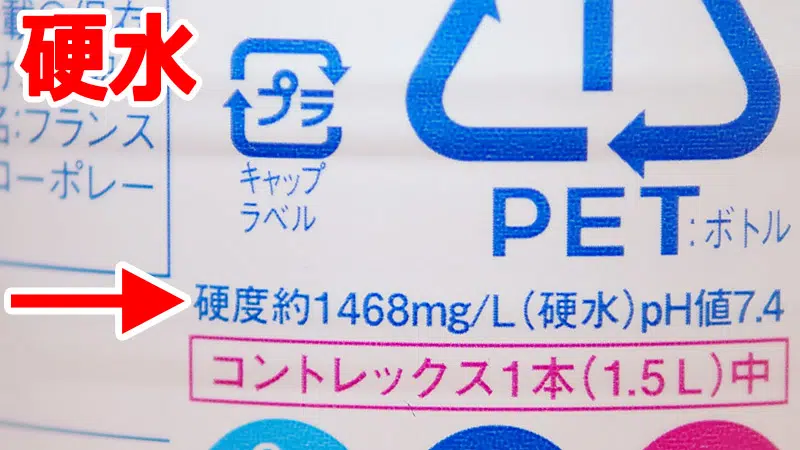 硬水
名:フランス
コーポレー
プラ
キャップ
ラベル
PET:ボトル
硬度約1468mg/L(硬水)pH値7.4
コントレックス1本(1.5L)中